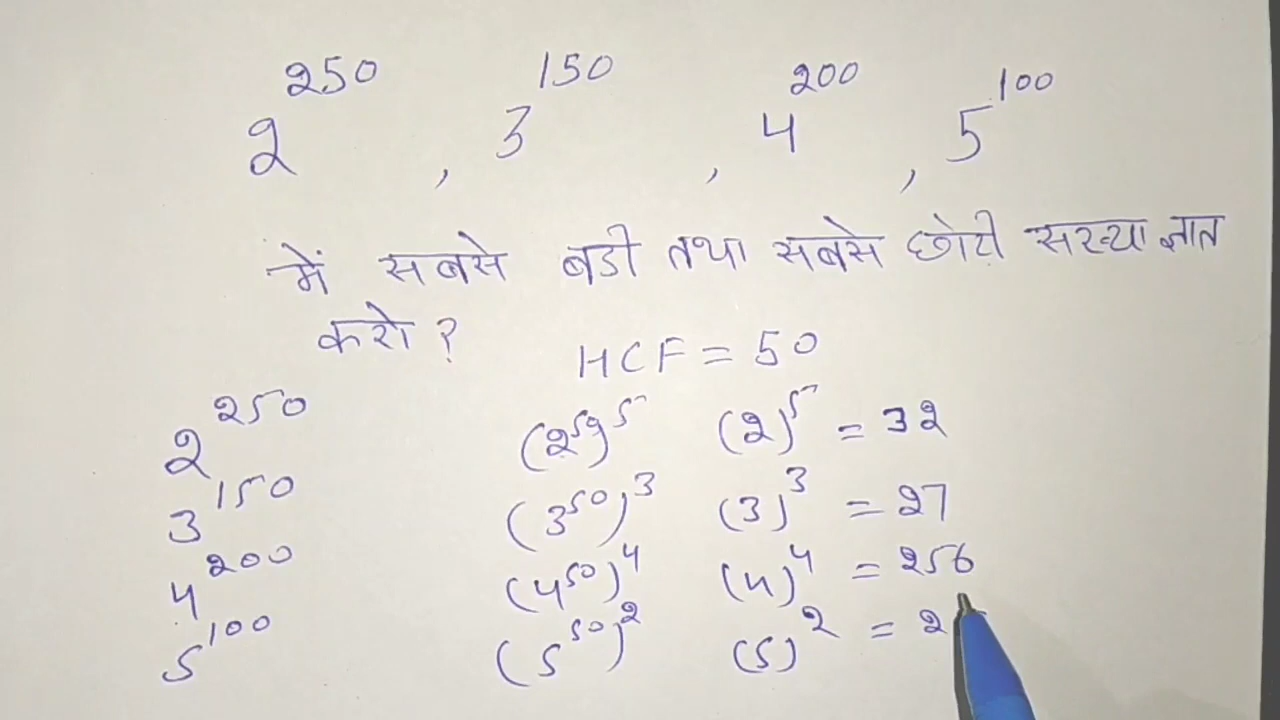 2^250 , 3^150 , 4^200 , 5^100
में सबसे बडी तथा सबसे छोटी सख्या ज्ञात
करो ?
HCF = 50
2^250 (2^50)^5 (2)^5 = 32
3^150 (3^50)^3 (3)^3 = 27
4^200 (4^50)^4 (4)^4 = 256
5^100 (5^50)^2 (5)^2 = 2